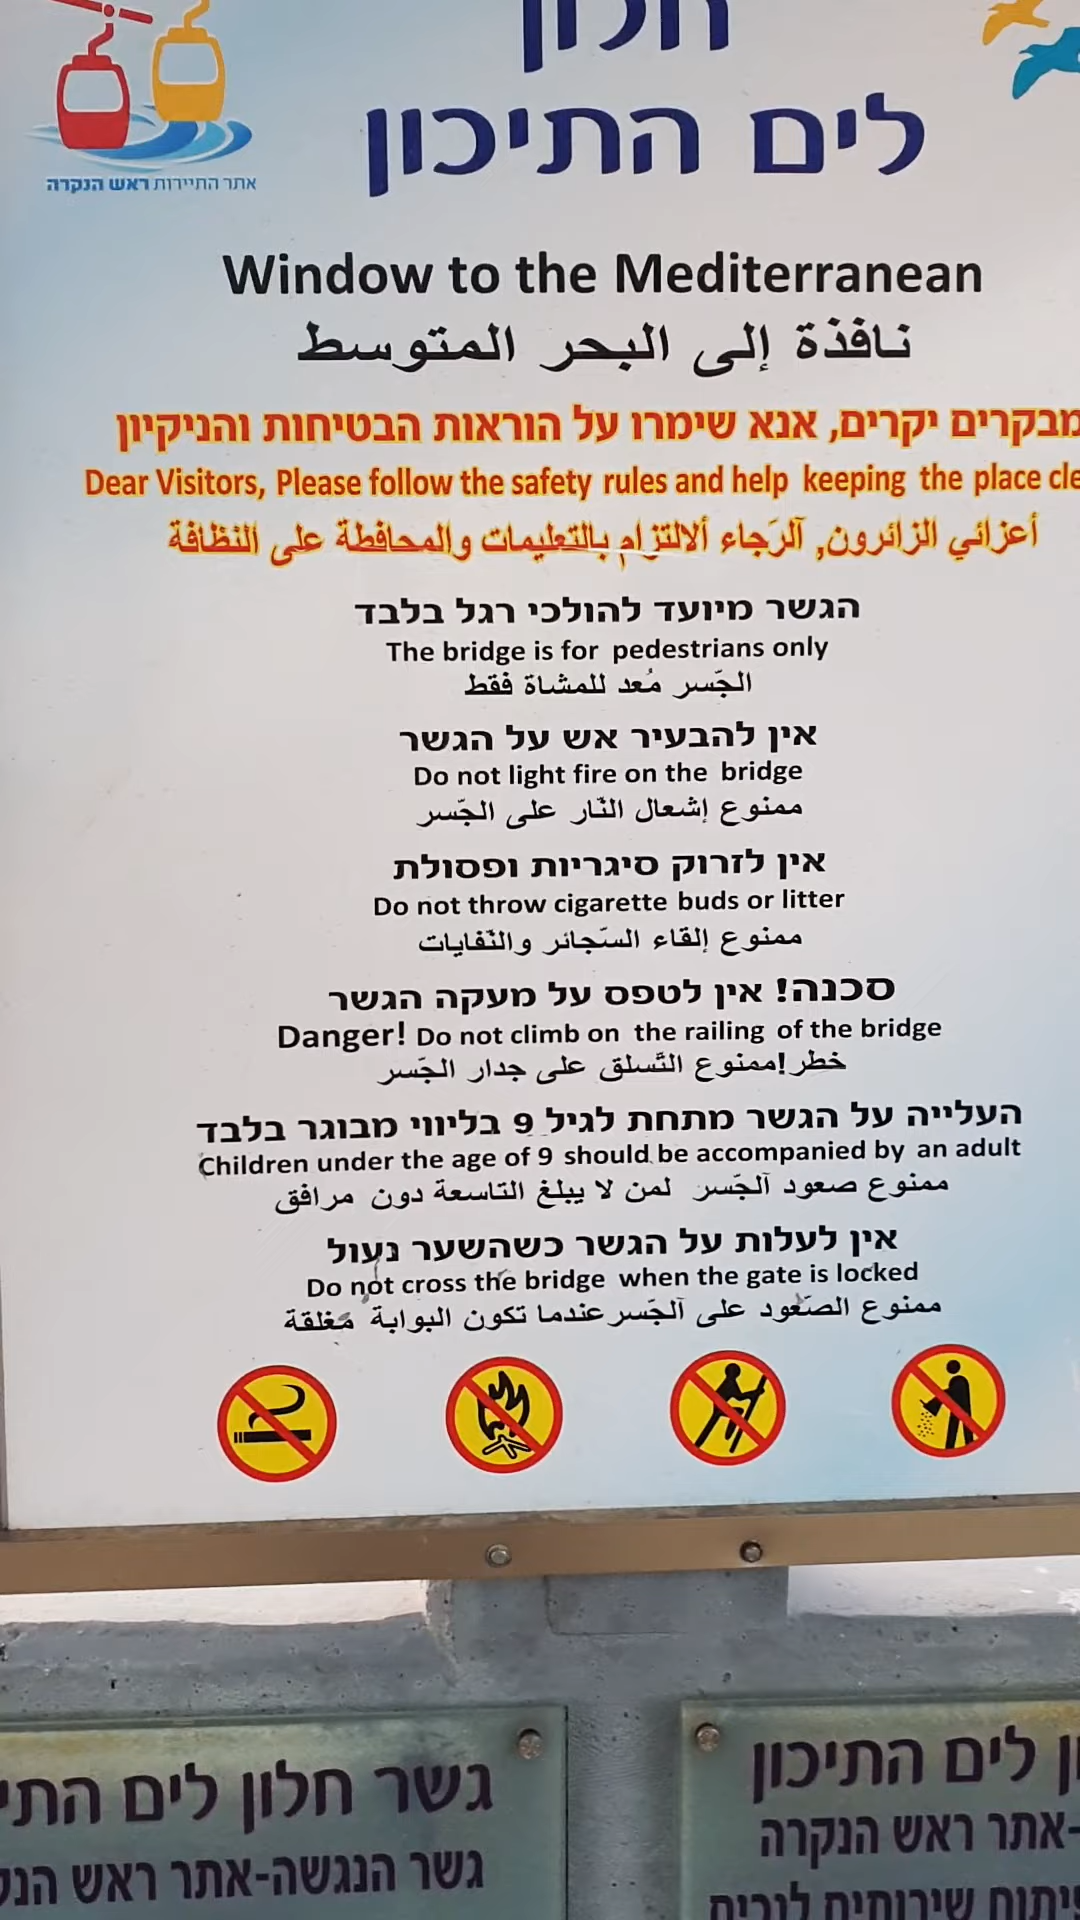 חלון
לים התיכון
אתר התיירות ראש הנקרה
Window to the Mediterranean
نافذة إلى البحر المتوسط
מבקרים יקרים, אנא שימרו על הוראות הבטיחות והניקיון
Dear Visitors, Please follow the safety rules and help keeping the place cle
أعزائي الزائرون, آلرَجاء ألالتزام بالتعليمات والمحافطة على النظافة
הגשר מיועד להולכי רגל בלבד
The bridge is for pedestrians only
الجّسر مُعد للمشاة فقط
אין להבעיר אש על הגשר
Do not light fire on the bridge
ممنوع إشعال النّار على الجّسر
אין לזרוק סיגריות ופסולת
Do not throw cigarette buds or litter
ممنوع إلقاء السّجائر والنّفايات
סכנה! אין לטפס על מעקה הגשר
Danger! Do not climb on the railing of the bridge
خطر!ممنوع التّسلق على جدار الجّسر
העלייה על הגשר מתחת לגיל 9 בליווי מבוגר בלבד
Children under the age of 9 should be accompanied by an adult
ممنوع صعود آلجّسر لمن لا يبلغ التاسعة دون مرافق
אין לעלות על הגשר כשהשער נעול
Do not cross the bridge when the gate is locked
ممنوع الصّعود على آلجّسر عندما تكون البوابة مّغلقة
גשר חלון לים התי
גשר הנגשה-אתר ראש הנק
ן לים התיכון
-אתר ראש הנקרה
יתוח שירותים לנכים